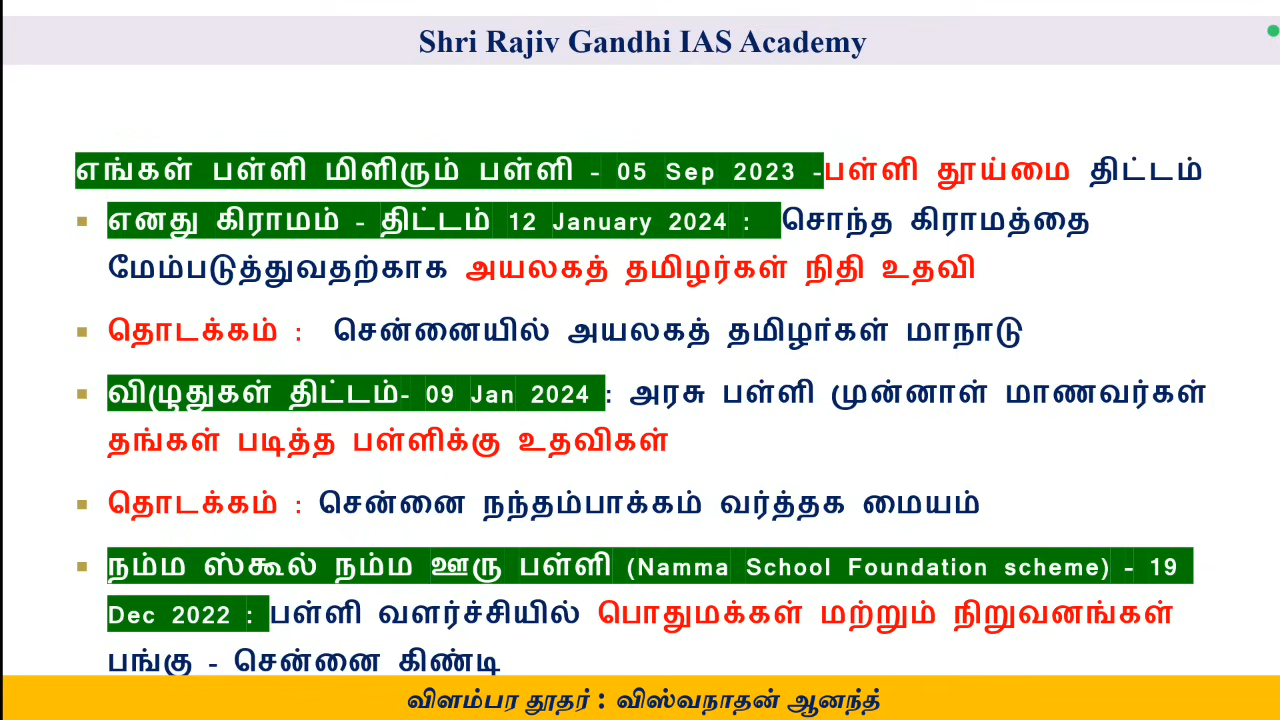 Shri Rajiv Gandhi IAS Academy
எங்கள் பள்ளி மிளிரும் பள்ளி - 05 Sep 2023 -பள்ளி தூய்மை திட்டம்
எனது கிராமம் - திட்டம் 12 January 2024 : சொந்த கிராமத்தை
மேம்படுத்துவதற்காக அயலகத் தமிழர்கள் நிதி உதவி
தொடக்கம் : சென்னையில் அயலகத் தமிழர்கள் மாநாடு
விழுதுகள் திட்டம்- 09 Jan 2024 : அரசு பள்ளி முன்னாள் மாணவர்கள்
தங்கள் படித்த பள்ளிக்கு உதவிகள்
தொடக்கம் : சென்னை நந்தம்பாக்கம் வர்த்தக மையம்
நம்ம ஸ்கூல் நம்ம ஊரு பள்ளி (Namma School Foundation scheme) - 19
Dec 2022 : பள்ளி வளர்ச்சியில் பொதுமக்கள் மற்றும் நிறுவனங்கள்
பங்கு - சென்னை கிண்டி
விளம்பர தூதர் : விஸ்வநாதன் ஆனந்த்